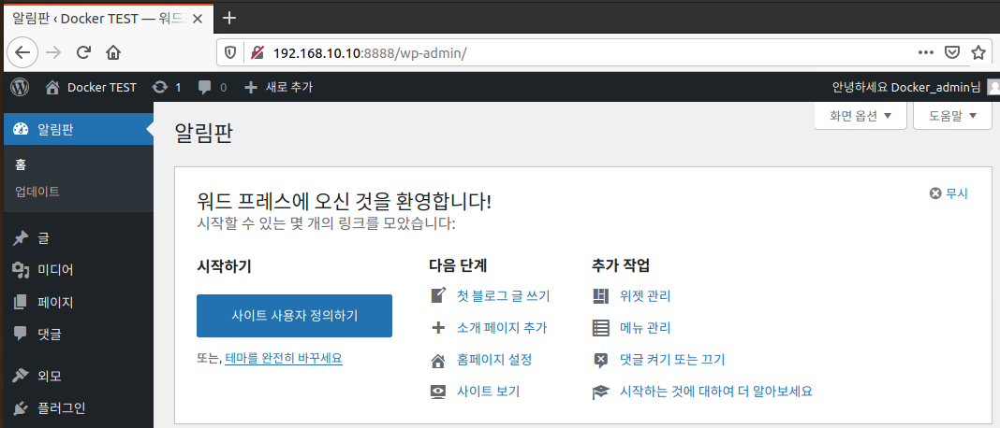 알림판 ‹ Docker TEST — 워드
192.168.10.10:8888/wp-admin/
Docker TEST 1 0 새로 추가 안녕하세요 Docker_admin님
알림판
홈
업데이트
글
미디어
페이지
댓글
외모
플러그인
화면 옵션 도움말
알림판
워드 프레스에 오신 것을 환영합니다!
무시
시작할 수 있는 몇 개의 링크를 모았습니다:
시작하기
사이트 사용자 정의하기
또는, 테마를 완전히 바꾸세요
다음 단계
첫 블로그 글 쓰기
소개 페이지 추가
홈페이지 설정
사이트 보기
추가 작업
위젯 관리
메뉴 관리
댓글 켜기 또는 끄기
시작하는 것에 대하여 더 알아보세요